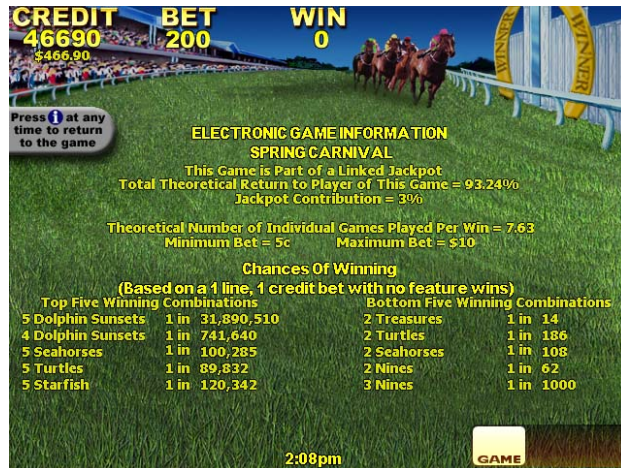 CREDIT BET WIN
46690 200 0
$466.90
WINNER WINNER
Press i at any
time to return
to the game
ELECTRONIC GAME INFORMATION
SPRING CARNIVAL
This Game is Part of a Linked Jackpot
Total Theoretical Return to Player of This Game = 93.24%
Jackpot Contribution = 3%
Theoretical Number of Individual Games Played Per Win = 7.63
Minimum Bet = 5c Maximum Bet = $10
Chances Of Winning
(Based on a 1 line, 1 credit bet with no feature wins)
Top Five Winning Combinations Bottom Five Winning Combinations
5 Dolphin Sunsets 1 in 31,890,510 2 Treasures 1 in 14
4 Dolphin Sunsets 1 in 741,640 2 Turtles 1 in 186
5 Seahorses 1 in 100,285 2 Seahorses 1 in 108
5 Turtles 1 in 89,832 2 Nines 1 in 62
5 Starfish 1 in 120,342 3 Nines 1 in 1000
2:08pm
GAME